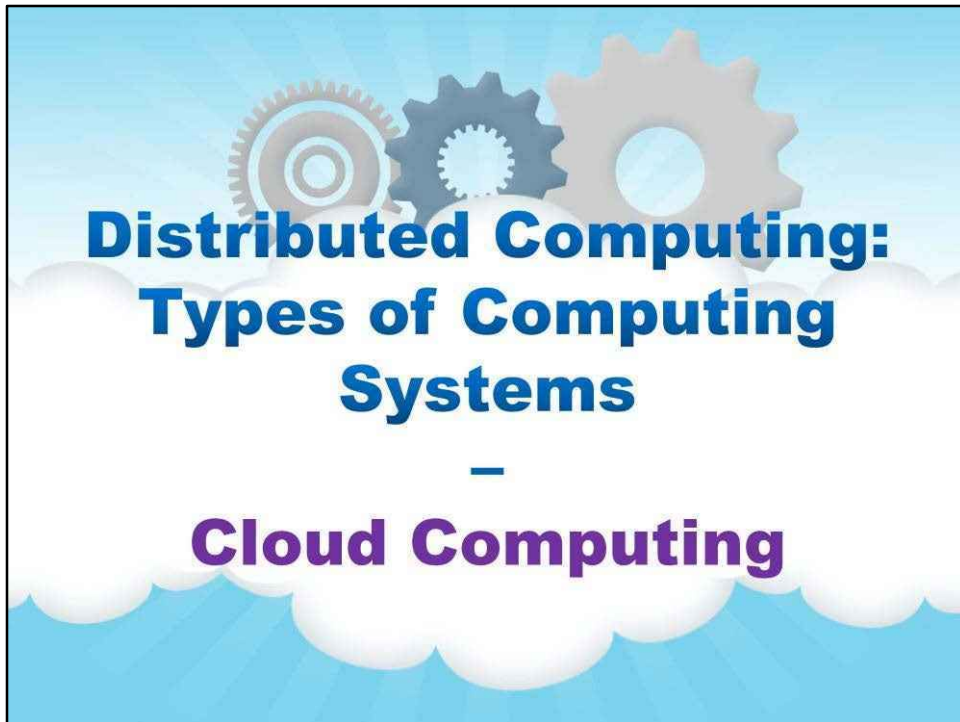 Distributed Computing:
Types of Computing
Systems
–
Cloud Computing